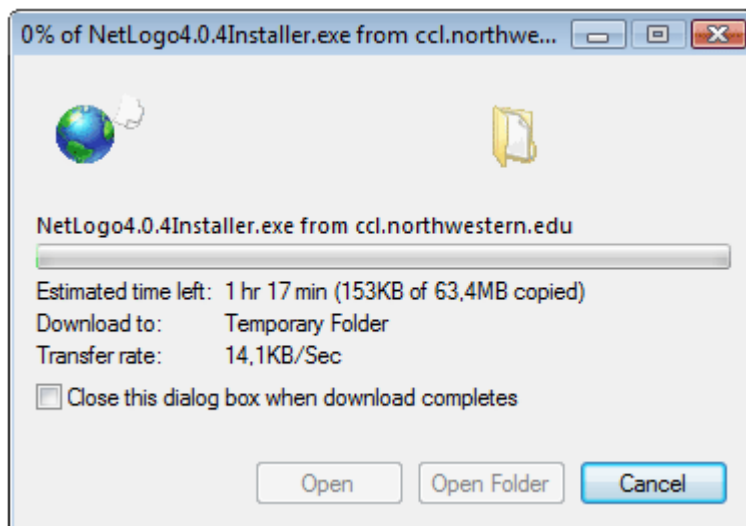 0% of NetLogo4.0.4Installer.exe from ccl.northwe...
NetLogo4.0.4Installer.exe from ccl.northwestern.edu
Estimated time left: 1 hr 17 min (153KB of 63,4MB copied)
Download to: Temporary Folder
Transfer rate: 14,1KB/Sec
Close this dialog box when download completes
Open Open Folder Cancel